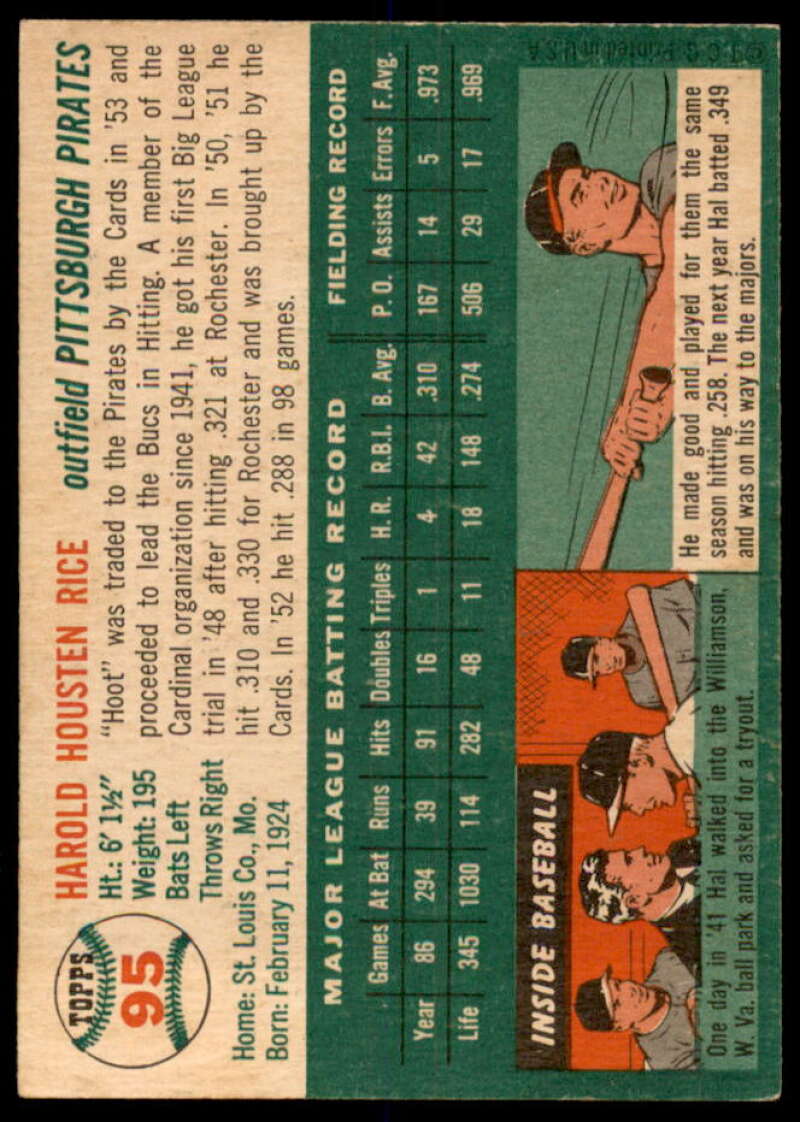 TOPPS
95
HAROLD HOUSTEN RICE outfield PITTSBURGH PIRATES
Ht.: 6' 1½"
Weight: 195
Bats Left
Throws Right
Home: St. Louis Co., Mo.
Born: February 11, 1924
"Hoot" was traded to the Pirates by the Cards in '53 and
proceeded to lead the Bucs in Hitting. A member of the
Cardinal organization since 1941, he got his first Big League
trial in '48 after hitting .321 at Rochester. In '50, '51 he
hit .310 and .330 for Rochester and was brought up by the
Cards. In '52 he hit .288 in 98 games.
MAJOR LEAGUE BATTING RECORD FIELDING RECORD
Games At Bat Runs Hits Doubles Triples H. R. R.B.I. B. Avg. P. O. Assists Errors F. Avg.
Year 86 294 39 91 16 1 4 42 .310 167 14 5 .973
Life 345 1030 114 282 48 11 18 148 .274 506 29 17 .969
INSIDE BASEBALL
One day in '41 Hal walked into the Williamson,
W. Va. ball park and asked for a tryout.
He made good and played for them the same
season hitting .258. The next year Hal batted .349
and was on his way to the majors.
© T. C. G. Printed in U.S.A.